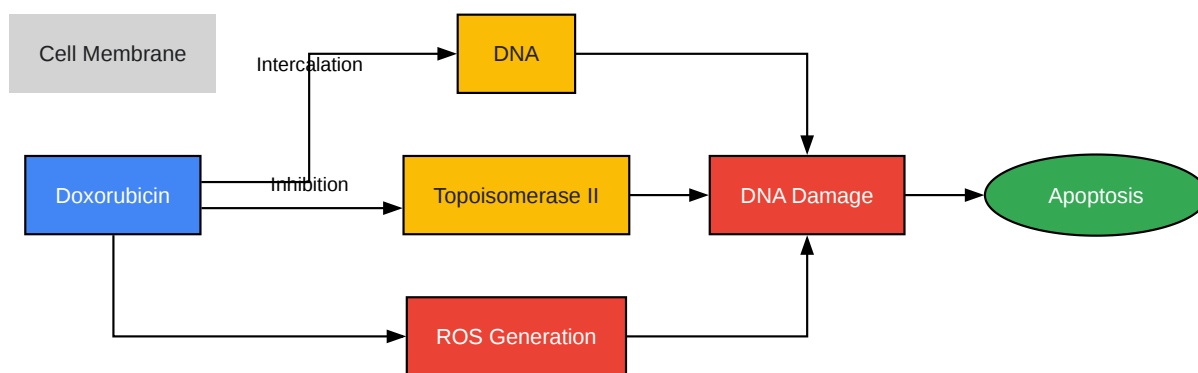 Cell Membrane
DNA
Intercalation
Doxorubicin
Inhibition
Topoisomerase II
DNA Damage
Apoptosis
ROS Generation